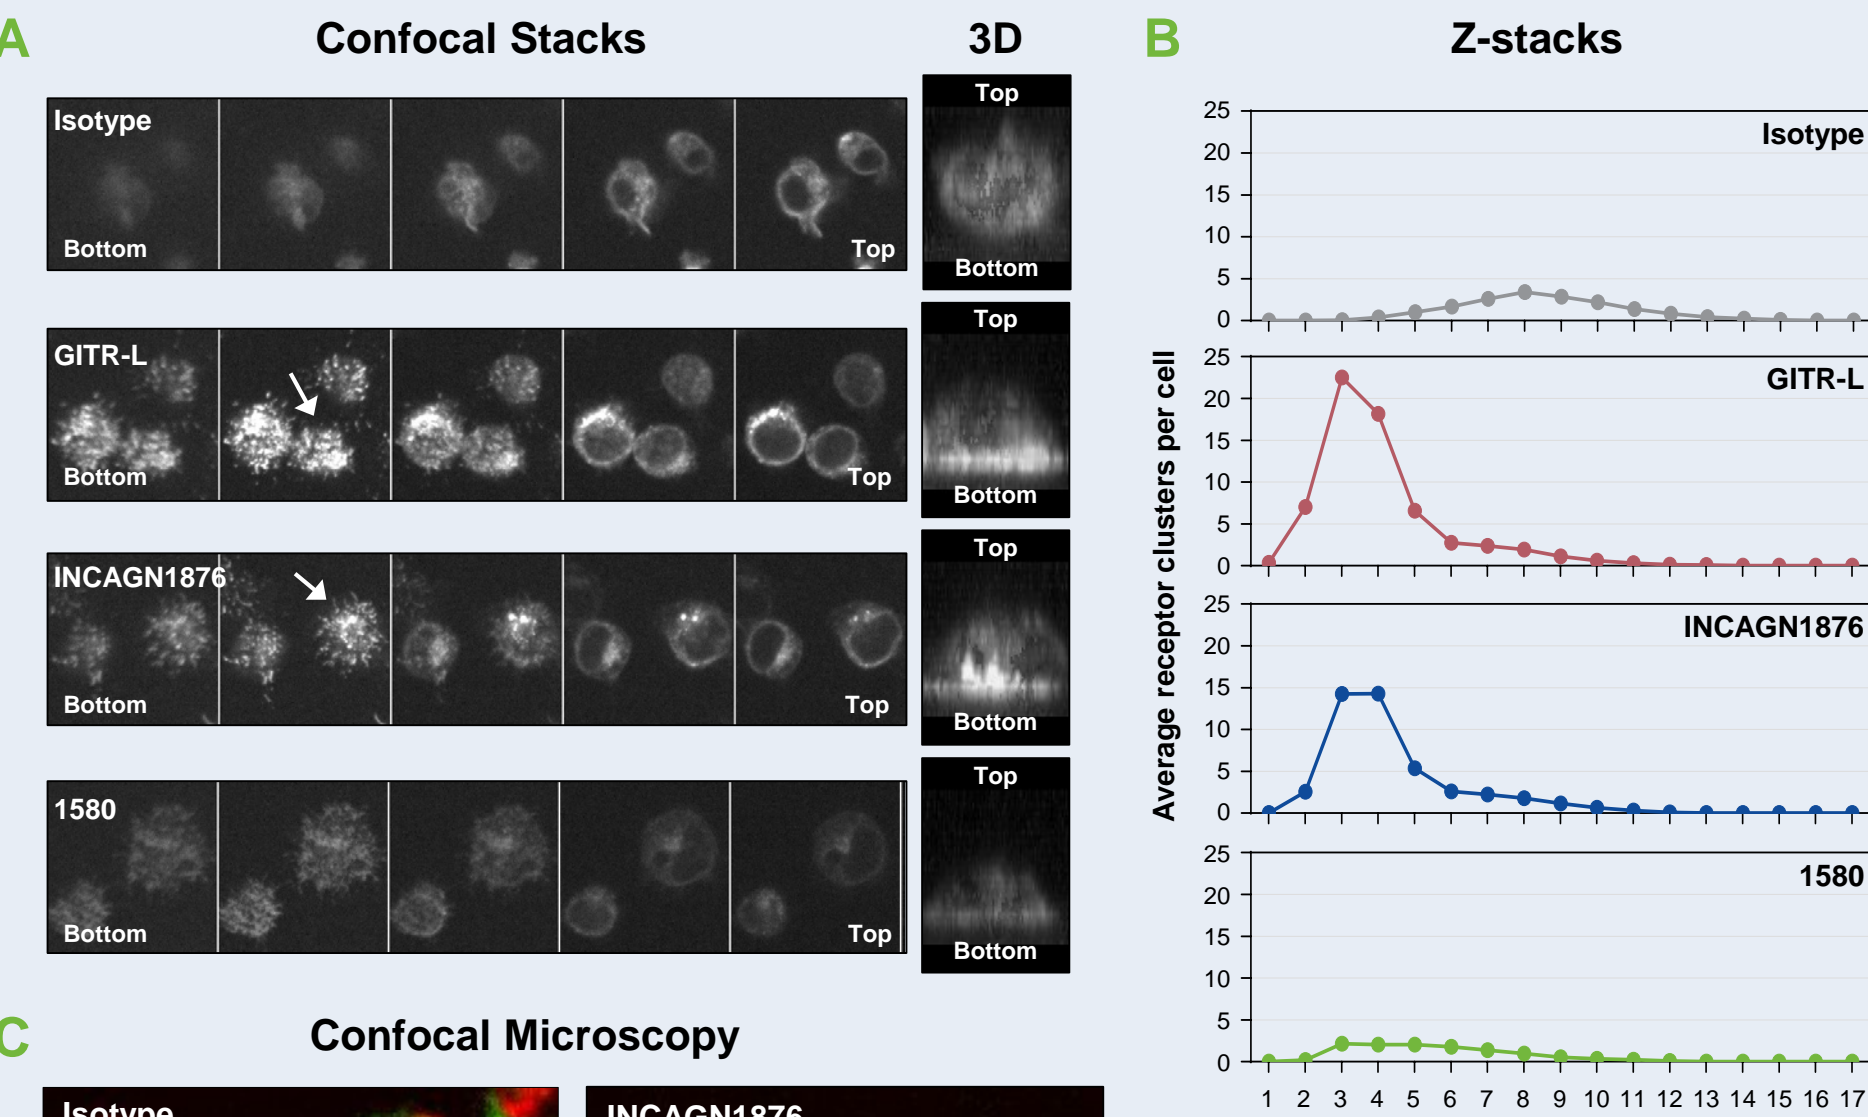 A
Confocal Stacks
3D
Isotype
Bottom
Top
Top
Bottom
GITR-L
Bottom
Top
Top
Bottom
INCAGN1876
Bottom
Top
Top
Bottom
1580
Bottom
Top
Top
Bottom
B
Z-stacks
Average receptor clusters per cell
25
Isotype
20
15
10
5
0
25
GITR-L
20
15
10
5
0
25
INCAGN1876
20
15
10
5
0
25
1580
20
15
10
5
0
1 2 3 4 5 6 7 8 9 10 11 12 13 14 15 16 17
C
Confocal Microscopy
Isotype
INCAGN1876